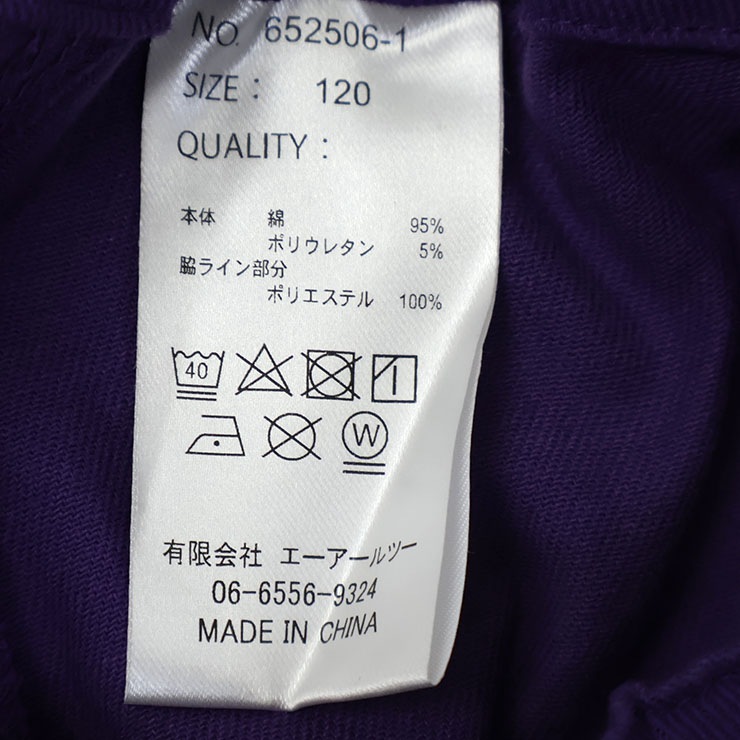 NO. 652506-1
SIZE : 120
QUALITY :
本体 綿 95%
ポリウレタン 5%
脇ライン部分
ポリエステル 100%
40
W
有限会社 エーアールツー
06-6556-9324
MADE IN CHINA